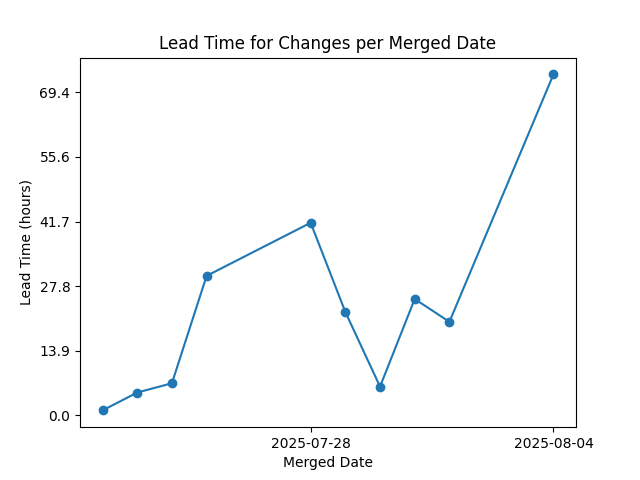 Lead Time for Changes per Merged Date
69.4
55.6
41.7
27.8
13.9
0.0
Lead Time (hours)
2025-07-28 2025-08-04
Merged Date